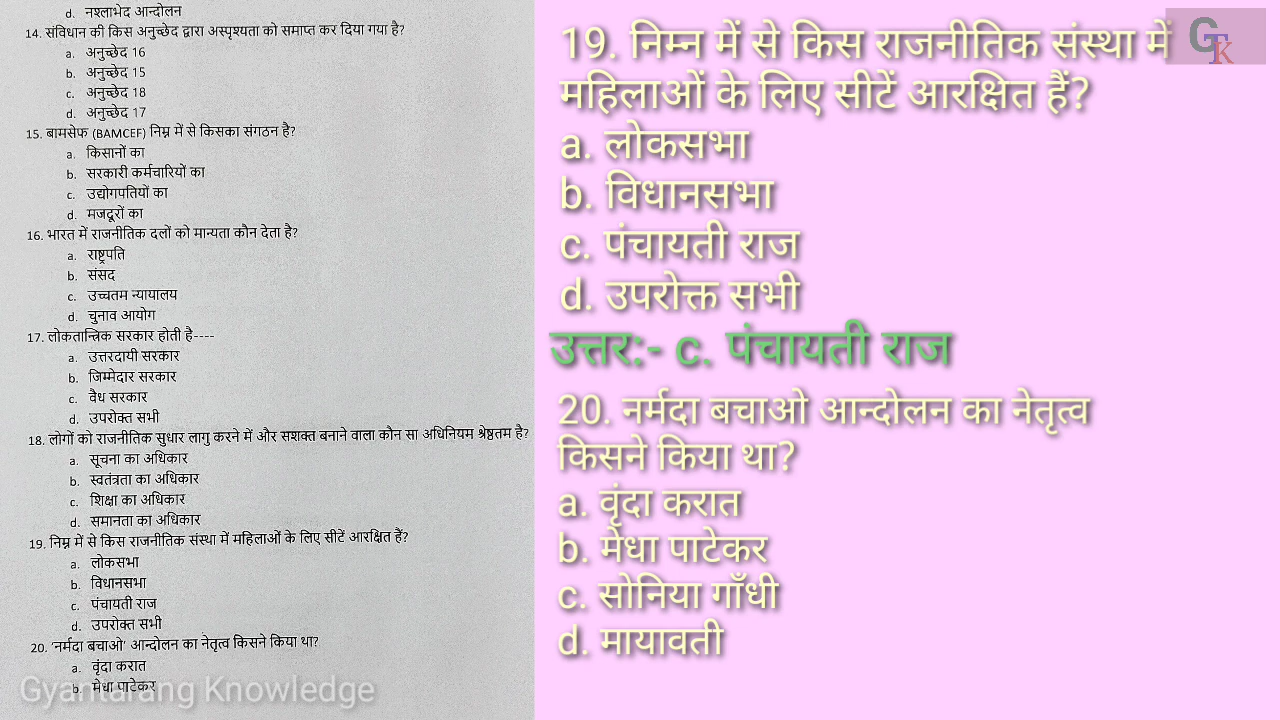 d. नश्लाभेद आन्दोलन
14. संविधान की किस अनुच्छेद द्वारा अस्पृश्यता को समाप्त कर दिया गया है?
a. अनुच्छेद 16
b. अनुच्छेद 15
c. अनुच्छेद 18
d. अनुच्छेद 17
15. बामसेफ (BAMCEF) निम्न में से किसका संगठन है?
a. किसानों का
b. सरकारी कर्मचारियों का
c. उद्योगपतियों का
d. मजदूरों का
16. भारत में राजनीतिक दलों को मान्यता कौन देता है?
a. राष्ट्रपति
b. संसद
c. उच्चतम न्यायालय
d. चुनाव आयोग
17. लोकतान्त्रिक सरकार होती है----
a. उत्तरदायी सरकार
b. जिम्मेदार सरकार
c. वैध सरकार
d. उपरोक्त सभी
18. लोगों को राजनीतिक सुधार लागु करने में और सशक्त बनाने वाला कौन सा अधिनियम श्रेष्ठतम है?
a. सूचना का अधिकार
b. स्वतंत्रता का अधिकार
c. शिक्षा का अधिकार
d. समानता का अधिकार
19. निम्न में से किस राजनीतिक संस्था में महिलाओं के लिए सीटें आरक्षित हैं?
a. लोकसभा
b. विधानसभा
c. पंचायती राज
d. उपरोक्त सभी
20. 'नर्मदा बचाओ' आन्दोलन का नेतृत्व किसने किया था?
a. वृंदा करात
b. मेधा पाटेकर
Gyantarang Knowledge
19. निम्न में से किस राजनीतिक संस्था में
महिलाओं के लिए सीटें आरक्षित हैं?
a. लोकसभा
b. विधानसभा
c. पंचायती राज
d. उपरोक्त सभी
उत्तर:- c. पंचायती राज
20. नर्मदा बचाओ आन्दोलन का नेतृत्व
किसने किया था?
a. वृंदा करात
b. मेधा पाटेकर
c. सोनिया गाँधी
d. मायावती
GTK